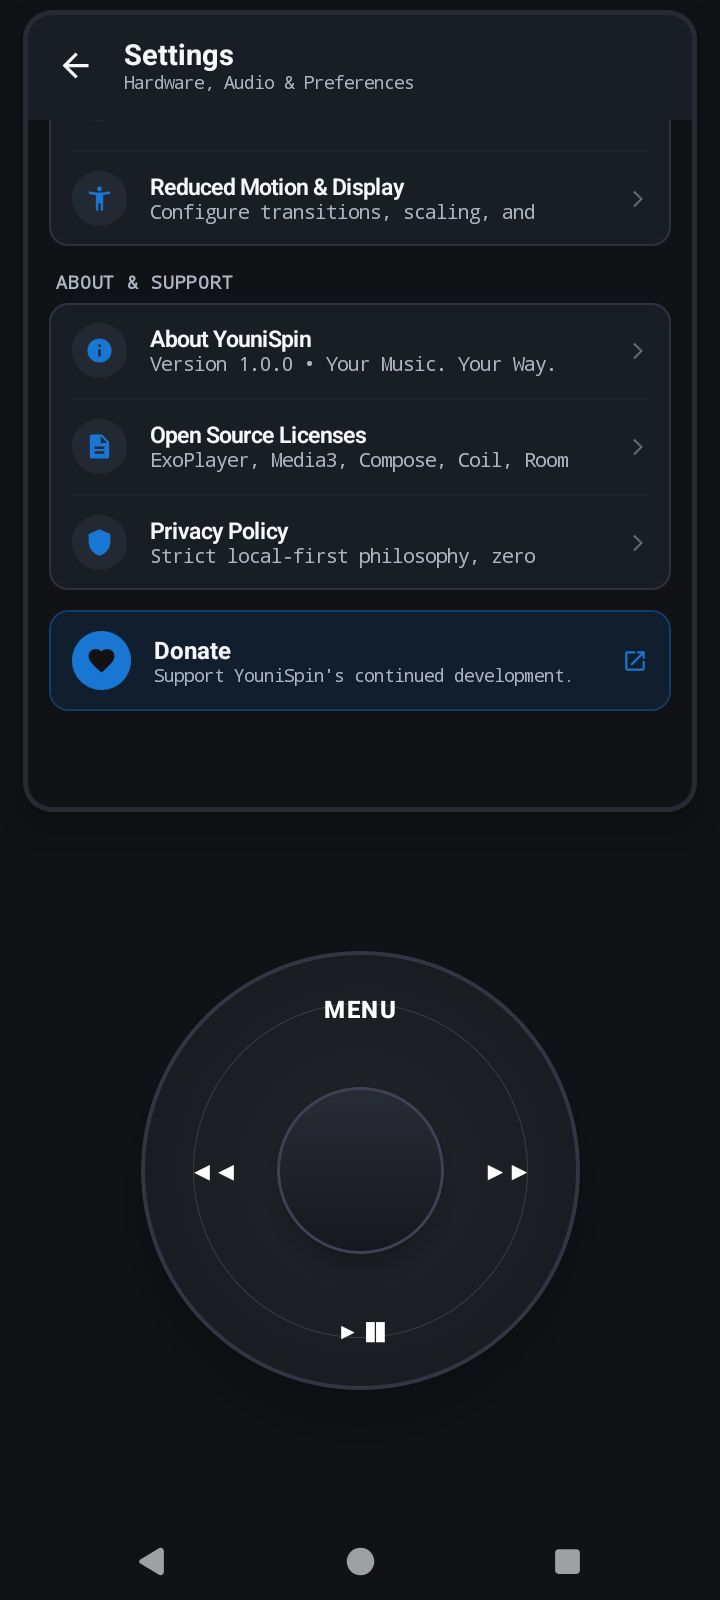 Settings
Hardware, Audio & Preferences
Reduced Motion & Display
Configure transitions, scaling, and
ABOUT & SUPPORT
About YouniSpin
Version 1.0.0 • Your Music. Your Way.
Open Source Licenses
ExoPlayer, Media3, Compose, Coil, Room
Privacy Policy
Strict local-first philosophy, zero
Donate
Support YouniSpin's continued development.
MENU